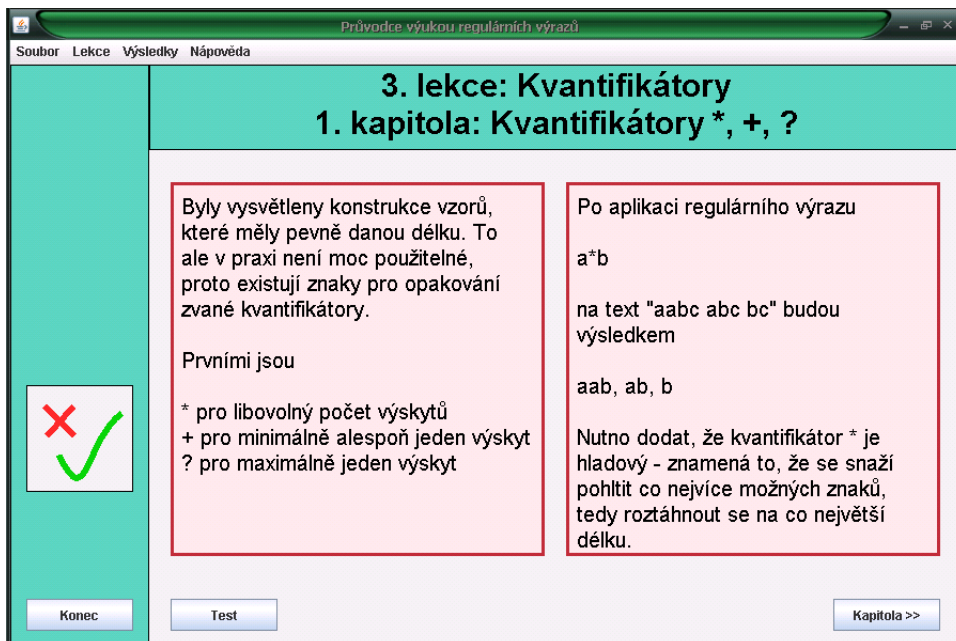 Průvodce výukou regulárních výrazů
Soubor Lekce Výsledky Nápověda
3. lekce: Kvantifikátory
1. kapitola: Kvantifikátory *, +, ?
Byly vysvětleny konstrukce vzorů,
které měly pevně danou délku. To
ale v praxi není moc použitelné,
proto existují znaky pro opakování
zvané kvantifikátory.
Prvními jsou
* pro libovolný počet výskytů
+ pro minimálně alespoň jeden výskyt
? pro maximálně jeden výskyt
Po aplikaci regulárního výrazu
a*b
na text "aabc abc bc" budou
výsledkem
aab, ab, b
Nutno dodat, že kvantifikátor * je
hladový - znamená to, že se snaží
pohltit co nejvíce možných znaků,
tedy roztáhnout se na co největší
délku.
Konec
Test
Kapitola >>